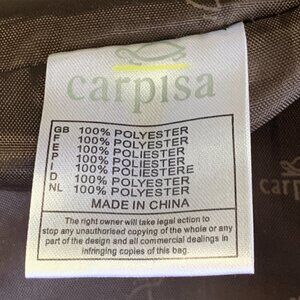 carpisa
GB 100% POLYESTER
F 100% POLYESTER
E 100% POLIESTER
P 100% POLIESTER
I 100% POLIESTERE
D 100% POLYESTER
NL 100% POLYESTER
MADE IN CHINA
The right owner will take legal action to
stop any unauthorised copying of the whole or any
part of the design and all commercial dealings in
infringing copies of this bag.
carp